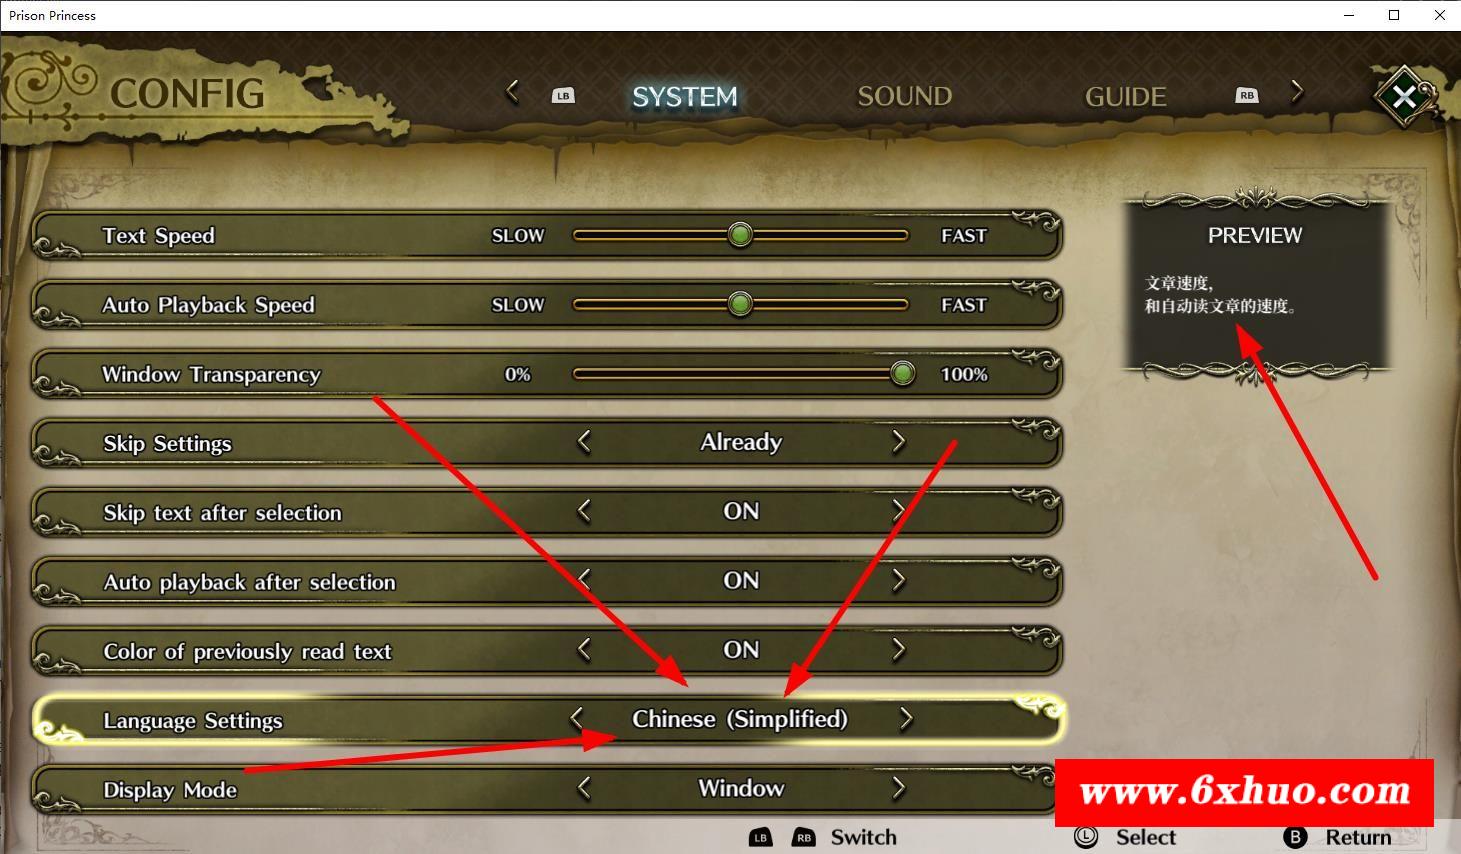 Prison Princess
CONFIG
LB
SYSTEM
SOUND
GUIDE
RB
Text Speed
SLOW
FAST
Auto Playback Speed
SLOW
FAST
Window Transparency
0%
100%
Skip Settings
Already
Skip text after selection
ON
Auto playback after selection
ON
Color of previously read text
ON
Language Settings
Chinese (Simplified)
Display Mode
Window
PREVIEW
文章速度,
和自动读文章的速度。
www.6xhuo.com
LB RB Switch
L Select
B Return